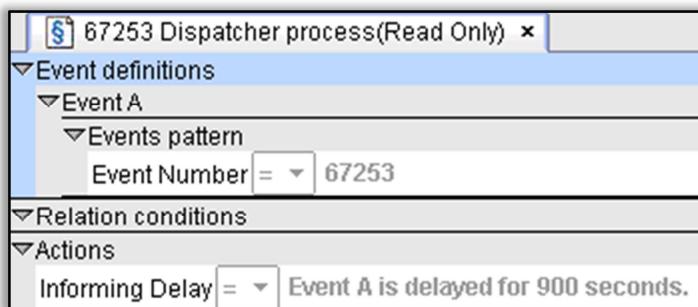 67253 Dispatcher process(Read Only) ×
Event definitions
Event A
Events pattern
Event Number = 67253
Relation conditions
Actions
Informing Delay = Event A is delayed for 900 seconds.